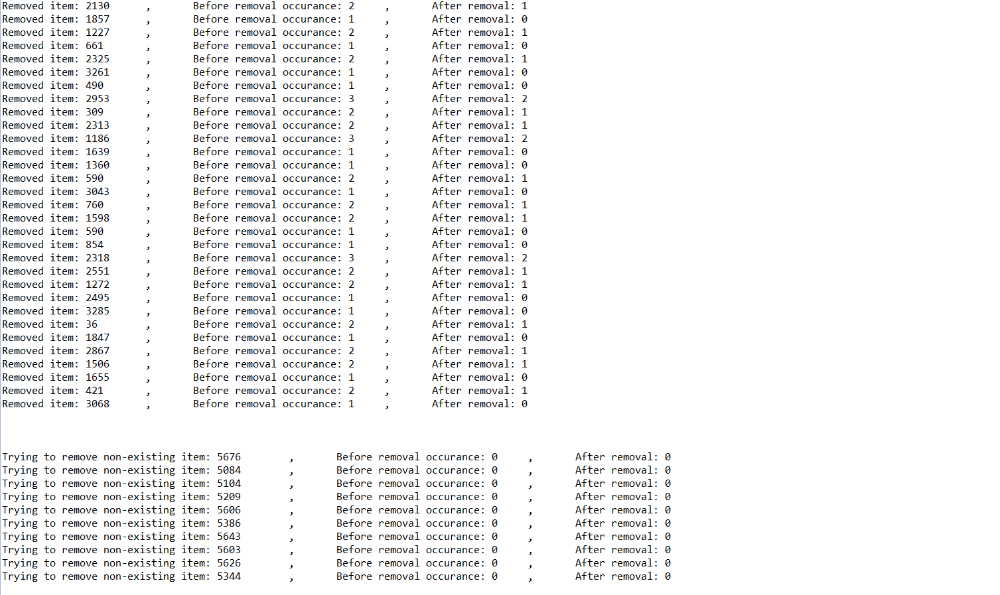 Removed item: 2130 , Before removal occurance: 2 , After removal: 1
Removed item: 1857 , Before removal occurance: 1 , After removal: 0
Removed item: 1227 , Before removal occurance: 2 , After removal: 1
Removed item: 661 , Before removal occurance: 1 , After removal: 0
Removed item: 2325 , Before removal occurance: 2 , After removal: 1
Removed item: 3261 , Before removal occurance: 1 , After removal: 0
Removed item: 490 , Before removal occurance: 1 , After removal: 0
Removed item: 2953 , Before removal occurance: 3 , After removal: 2
Removed item: 309 , Before removal occurance: 2 , After removal: 1
Removed item: 2313 , Before removal occurance: 2 , After removal: 1
Removed item: 1186 , Before removal occurance: 3 , After removal: 2
Removed item: 1639 , Before removal occurance: 1 , After removal: 0
Removed item: 1360 , Before removal occurance: 1 , After removal: 0
Removed item: 590 , Before removal occurance: 2 , After removal: 1
Removed item: 3043 , Before removal occurance: 1 , After removal: 0
Removed item: 760 , Before removal occurance: 2 , After removal: 1
Removed item: 1598 , Before removal occurance: 2 , After removal: 1
Removed item: 590 , Before removal occurance: 1 , After removal: 0
Removed item: 854 , Before removal occurance: 1 , After removal: 0
Removed item: 2318 , Before removal occurance: 3 , After removal: 2
Removed item: 2551 , Before removal occurance: 2 , After removal: 1
Removed item: 1272 , Before removal occurance: 2 , After removal: 1
Removed item: 2495 , Before removal occurance: 1 , After removal: 0
Removed item: 3285 , Before removal occurance: 1 , After removal: 0
Removed item: 36 , Before removal occurance: 2 , After removal: 1
Removed item: 1847 , Before removal occurance: 1 , After removal: 0
Removed item: 2867 , Before removal occurance: 2 , After removal: 1
Removed item: 1506 , Before removal occurance: 2 , After removal: 1
Removed item: 1655 , Before removal occurance: 1 , After removal: 0
Removed item: 421 , Before removal occurance: 2 , After removal: 1
Removed item: 3068 , Before removal occurance: 1 , After removal: 0
Trying to remove non-existing item: 5676 , Before removal occurance: 0 , After removal: 0
Trying to remove non-existing item: 5084 , Before removal occurance: 0 , After removal: 0
Trying to remove non-existing item: 5104 , Before removal occurance: 0 , After removal: 0
Trying to remove non-existing item: 5209 , Before removal occurance: 0 , After removal: 0
Trying to remove non-existing item: 5606 , Before removal occurance: 0 , After removal: 0
Trying to remove non-existing item: 5386 , Before removal occurance: 0 , After removal: 0
Trying to remove non-existing item: 5643 , Before removal occurance: 0 , After removal: 0
Trying to remove non-existing item: 5603 , Before removal occurance: 0 , After removal: 0
Trying to remove non-existing item: 5626 , Before removal occurance: 0 , After removal: 0
Trying to remove non-existing item: 5344 , Before removal occurance: 0 , After removal: 0